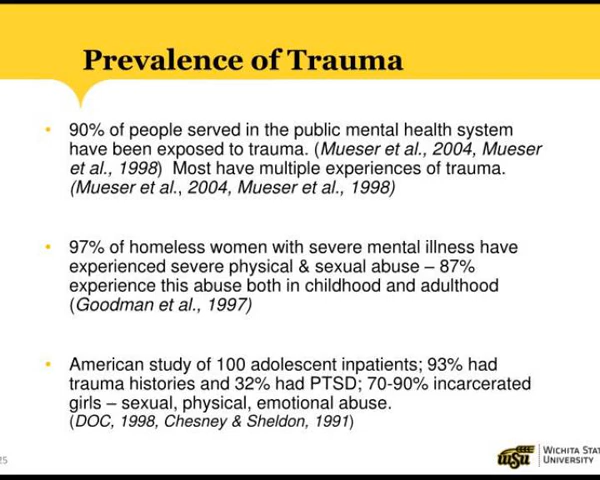 Prevalence of Trauma
• 90% of people served in the public mental health system
have been exposed to trauma. (Mueser et al., 2004, Mueser
et al., 1998)  Most have multiple experiences of trauma.
(Mueser et al., 2004, Mueser et al., 1998)
• 97% of homeless women with severe mental illness have
experienced severe physical & sexual abuse – 87%
experience this abuse both in childhood and adulthood
(Goodman et al., 1997)
• American study of 100 adolescent inpatients; 93% had
trauma histories and 32% had PTSD; 70-90% incarcerated
girls – sexual, physical, emotional abuse.
(DOC, 1998, Chesney & Sheldon, 1991)
25
wsu
WICHITA STAT
UNIVERSITY